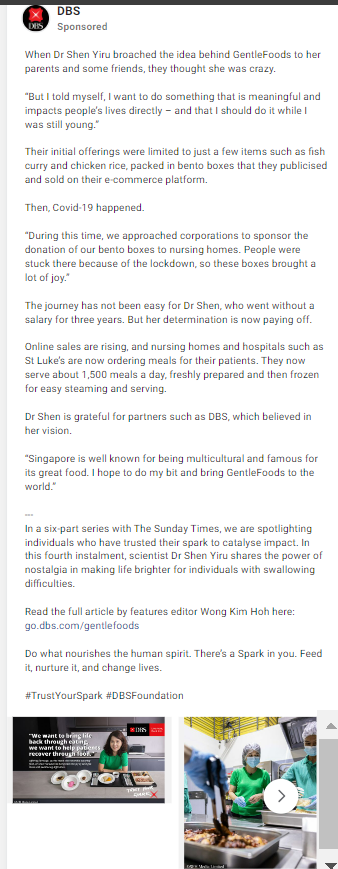 DBS
Sponsored
When Dr Shen Yiru broached the idea behind GentleFoods to her
parents and some friends, they thought she was crazy.
“But I told myself, I want to do something that is meaningful and
impacts people’s lives directly – and that I should do it while I
was still young.”
Their initial offerings were limited to just a few items such as fish
curry and chicken rice, packed in bento boxes that they publicised
and sold on their e-commerce platform.
Then, Covid-19 happened.
“During this time, we approached corporations to sponsor the
donation of our bento boxes to nursing homes. People were
stuck there because of the lockdown, so these boxes brought a
lot of joy.”
The journey has not been easy for Dr Shen, who went without a
salary for three years. But her determination is now paying off.
Online sales are rising, and nursing homes and hospitals such as
St Luke’s are now ordering meals for their patients. They now
serve about 1,500 meals a day, freshly prepared and then frozen
for easy steaming and serving.
Dr Shen is grateful for partners such as DBS, which believed in
her vision.
“Singapore is well known for being multicultural and famous for
its great food. I hope to do my bit and bring GentleFoods to the
world.”
---
In a six-part series with The Sunday Times, we are spotlighting
individuals who have trusted their spark to catalyse impact. In
this fourth instalment, scientist Dr Shen Yiru shares the power of
nostalgia in making life brighter for individuals with swallowing
difficulties.
Read the full article by features editor Wong Kim Hoh here:
go.dbs.com/gentlefoods
Do what nourishes the human spirit. There’s a Spark in you. Feed
it, nurture it, and change lives.
#TrustYourSpark #DBSFoundation
DBS
“We want to bring life
back through eating,
we want to help patients
recover through food.”